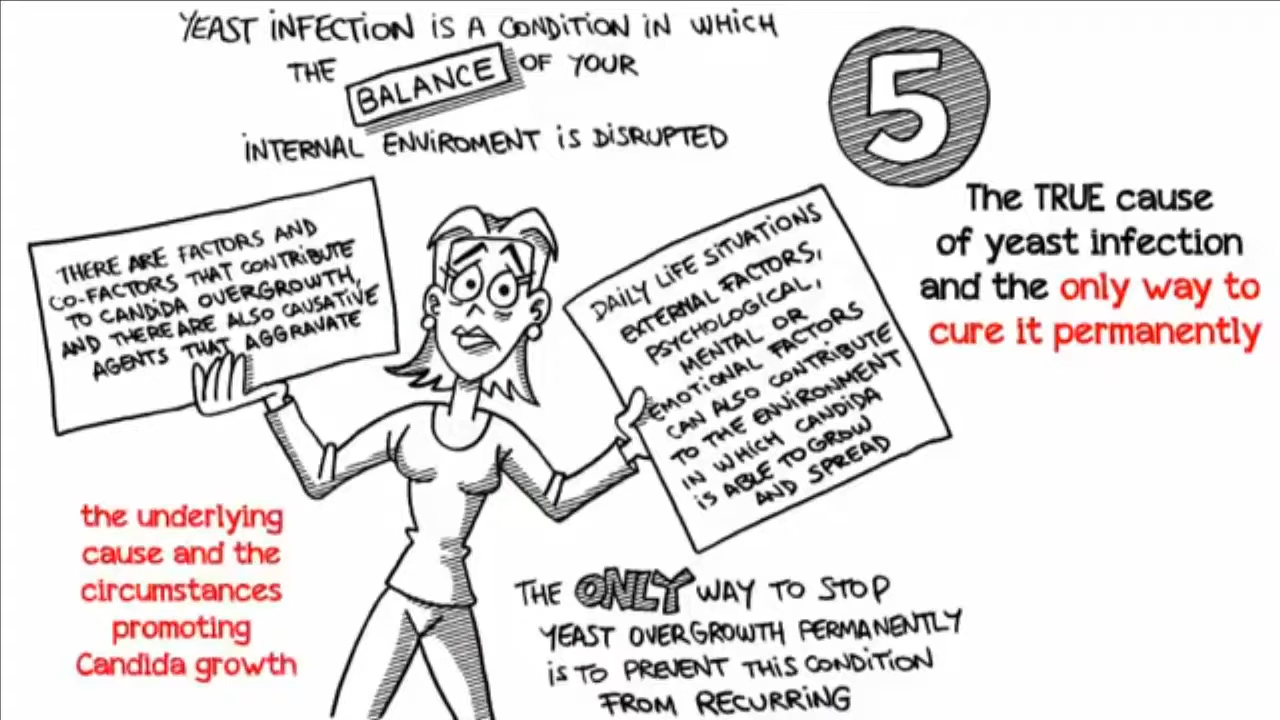 YEAST INFECTION IS A CONDITION IN WHICH
THE BALANCE OF YOUR
INTERNAL ENVIROMENT IS DISRUPTED
5
The TRUE cause
of yeast infection
and the only way to
cure it permanently
THERE ARE FACTORS AND
CO-FACTORS THAT CONTRIBUTE
TO CANDIDA OVERGROWTH,
AND THERE ARE ALSO CAUSATIVE
AGENTS THAT AGGRAVATE
DAILY LIFE SITUATIONS
EXTERNAL FACTORS,
PSYCHOLOGICAL,
MENTAL OR
EMOTIONAL FACTORS
CAN ALSO CONTRIBUTE
TO THE ENVIRONMENT
IN WHICH CANDIDA
IS ABLE TO GROW
AND SPREAD
the underlying
cause and the
circumstances
promoting
Candida growth
THE ONLY WAY TO STOP
YEAST OVERGROWTH PERMANENTLY
IS TO PREVENT THIS CONDITION
FROM RECURRING